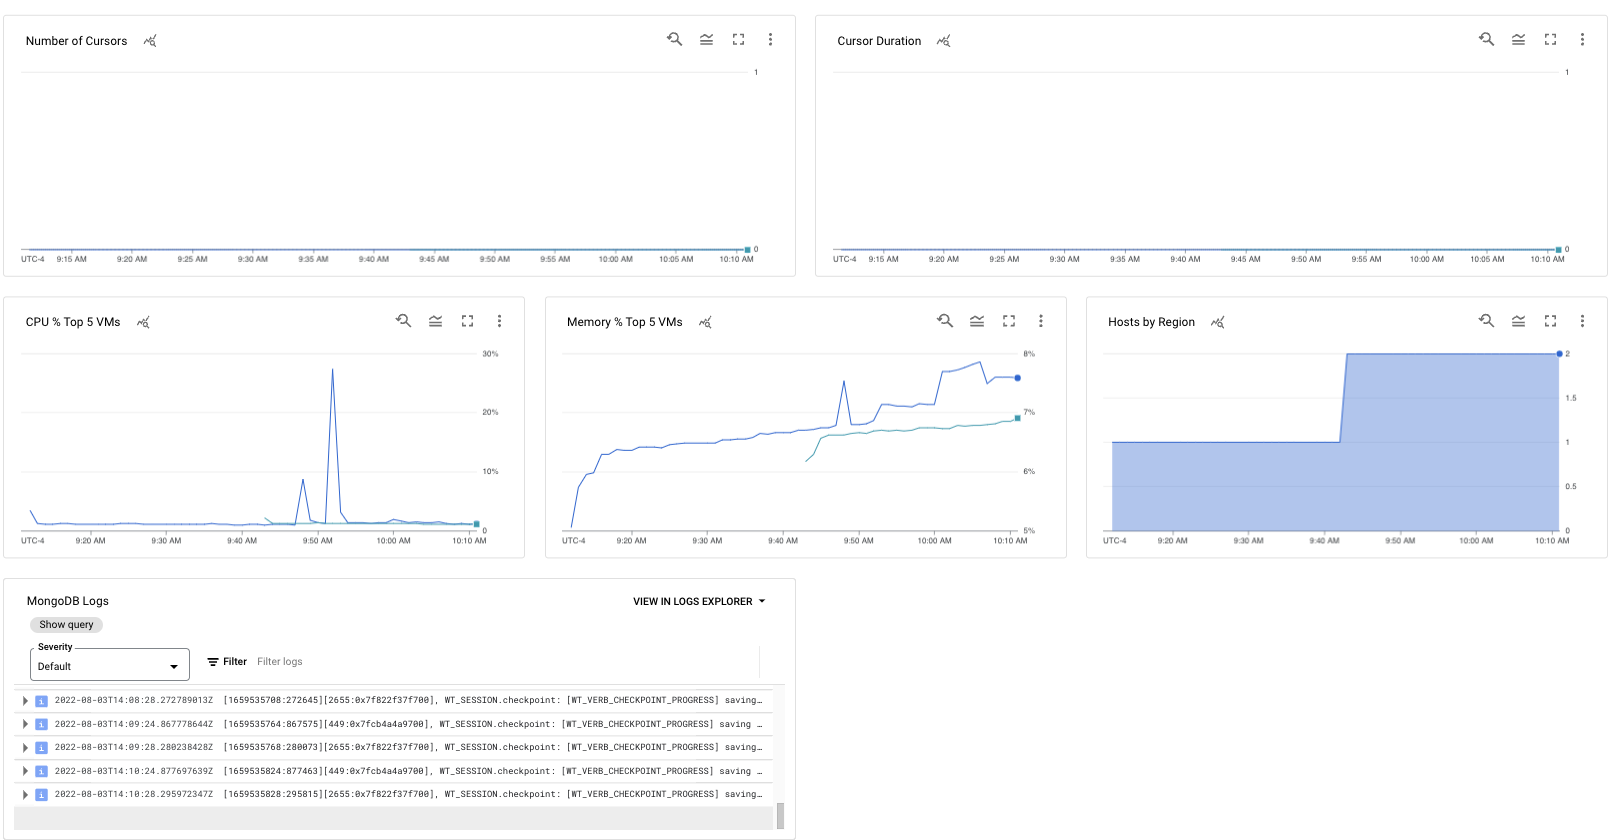 Number of Cursors
1
0
UTC-4 9:15 AM 9:20 AM 9:25 AM 9:30 AM 9:35 AM 9:40 AM 9:45 AM 9:50 AM 9:55 AM 10:00 AM 10:05 AM 10:10 AM
Cursor Duration
1
0
UTC-4 9:15 AM 9:20 AM 9:25 AM 9:30 AM 9:35 AM 9:40 AM 9:45 AM 9:50 AM 9:55 AM 10:00 AM 10:05 AM 10:10 AM
CPU % Top 5 VMs
30%
20%
10%
0
UTC-4 9:20 AM 9:30 AM 9:40 AM 9:50 AM 10:00 AM 10:10 AM
Memory % Top 5 VMs
8%
7%
6%
5%
UTC-4 9:20 AM 9:30 AM 9:40 AM 9:50 AM 10:00 AM 10:10 AM
Hosts by Region
2
1.5
1
0.5
0
UTC-4 9:20 AM 9:30 AM 9:40 AM 9:50 AM 10:00 AM 10:10 AM
MongoDB Logs
VIEW IN LOGS EXPLORER
Show query
Severity
Default
Filter Filter logs
i 2022-08-03T14:08:28.272789013Z [1659535708:272645][2655:0x7f822f37f700], WT_SESSION.checkpoint: [WT_VERB_CHECKPOINT_PROGRESS] saving…
i 2022-08-03T14:09:24.867778644Z [1659535764:867575][449:0x7fcb4a4a9700], WT_SESSION.checkpoint: [WT_VERB_CHECKPOINT_PROGRESS] saving …
i 2022-08-03T14:09:28.280238428Z [1659535768:280073][2655:0x7f822f37f700], WT_SESSION.checkpoint: [WT_VERB_CHECKPOINT_PROGRESS] saving…
i 2022-08-03T14:10:24.877697639Z [1659535824:877463][449:0x7fcb4a4a9700], WT_SESSION.checkpoint: [WT_VERB_CHECKPOINT_PROGRESS] saving …
i 2022-08-03T14:10:28.295972347Z [1659535828:295815][2655:0x7f822f37f700], WT_SESSION.checkpoint: [WT_VERB_CHECKPOINT_PROGRESS] saving…